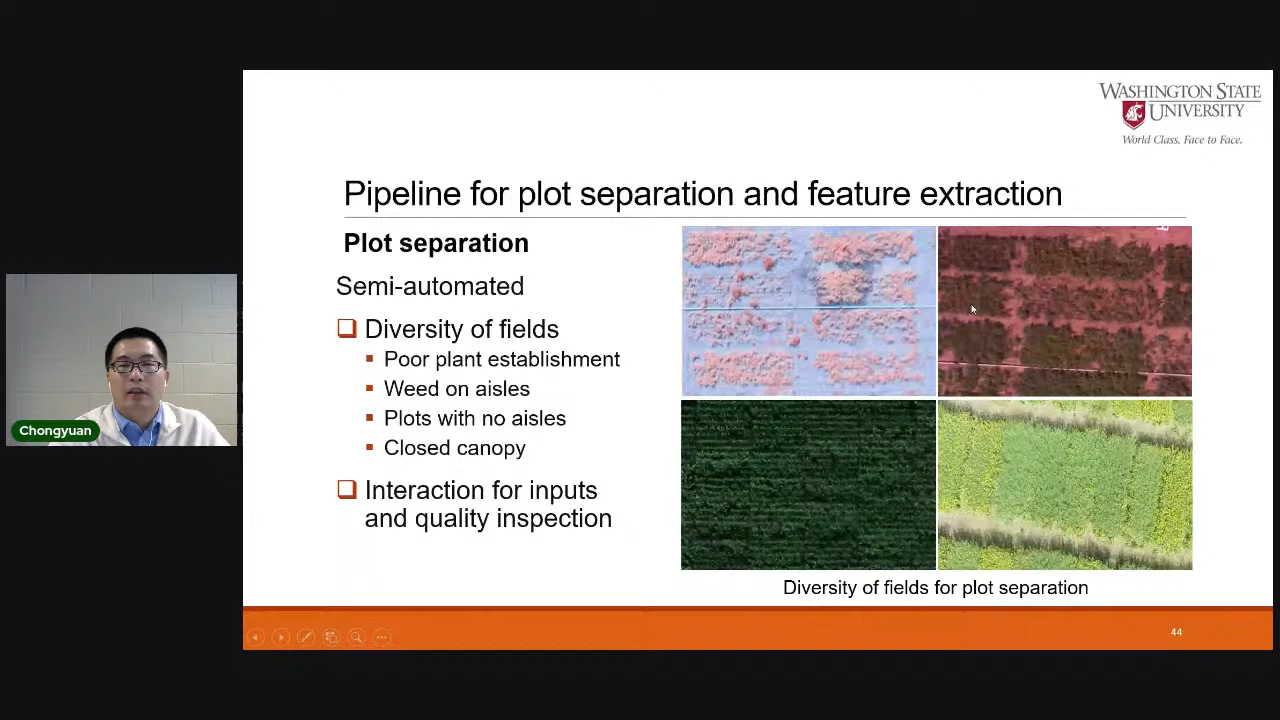 WASHINGTON STATE
UNIVERSITY
World Class. Face to Face.
Pipeline for plot separation and feature extraction
Plot separation
Semi-automated
Diversity of fields
Poor plant establishment
Weed on aisles
Plots with no aisles
Closed canopy
Interaction for inputs
and quality inspection
Diversity of fields for plot separation
44
Chongyuan